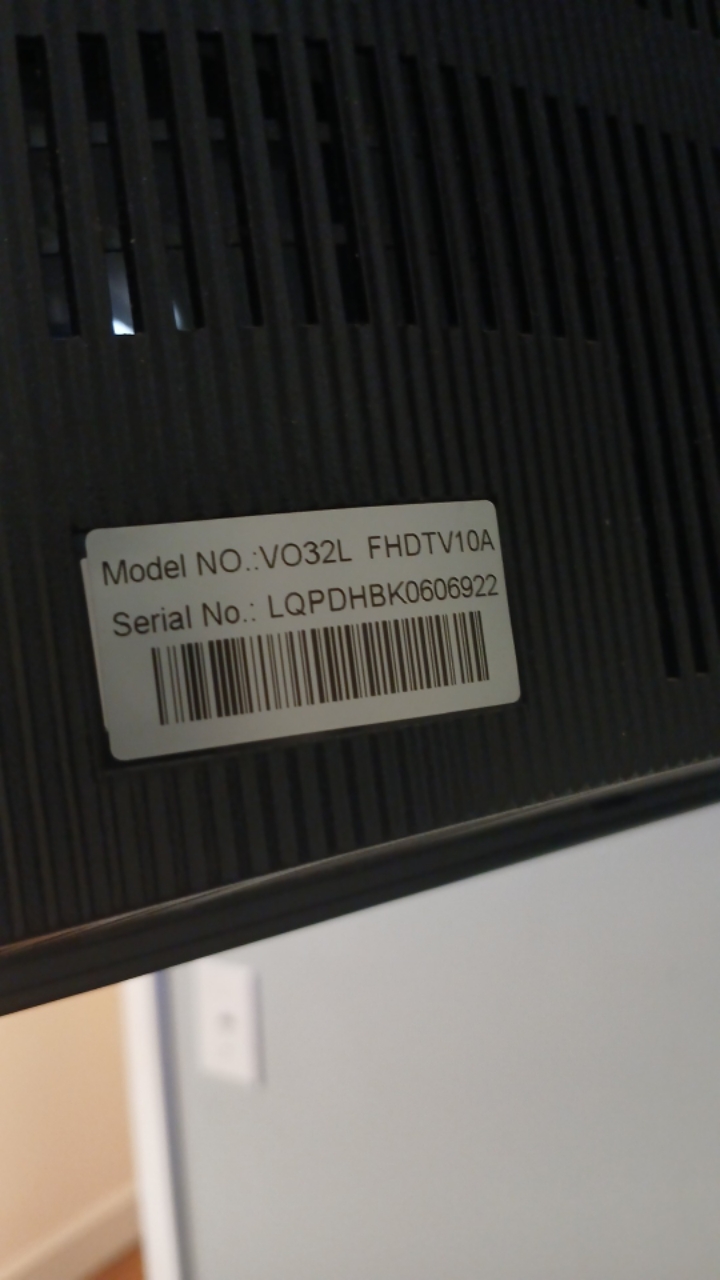 Model NO.:VO32L FHDTV10A
Serial No.: LQPDHBK0606922